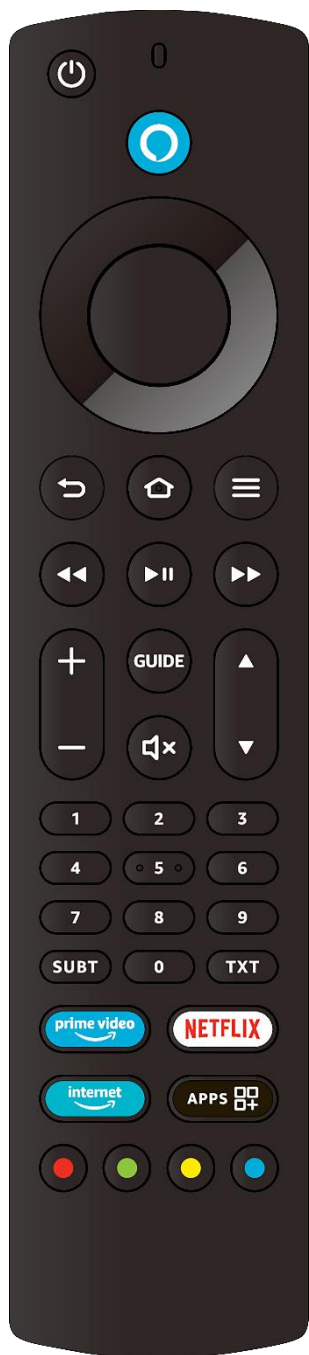 GUIDE
1 2 3
4 5 6
7 8 9
SUBT 0 TXT
prime video NETFLIX
internet APPS